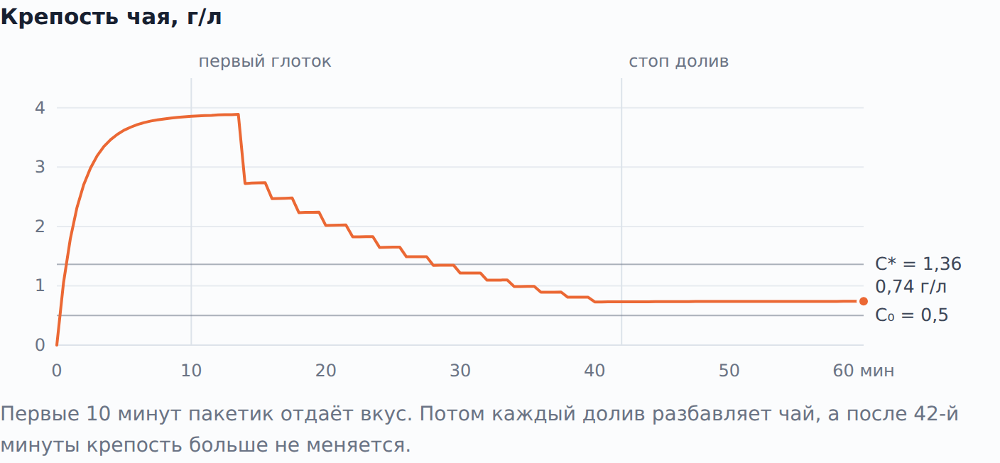 Крепость чая, г/л
первый глоток
стоп долив
4
3
2
1
0
C* = 1,36
0,74 г/л
C₀ = 0,5
0 10 20 30 40 50 60 мин
Первые 10 минут пакетик отдаёт вкус. Потом каждый долив разбавляет чай, а после 42-й
минуты крепость больше не меняется.